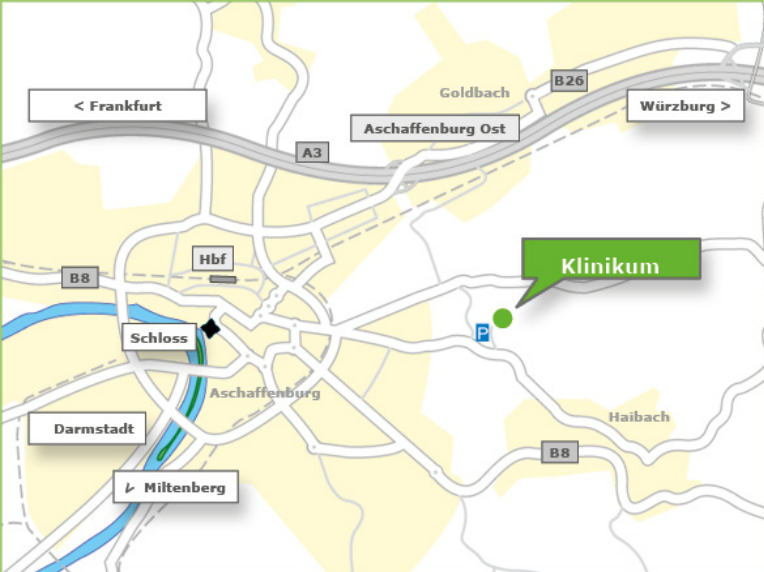 B26
Goldbach
< Frankfurt
Würzburg >
Aschaffenburg Ost
A3
Hbf
Klinikum
B8
P
Schloss
Aschaffenburg
Haibach
Darmstadt
B8
< Miltenberg